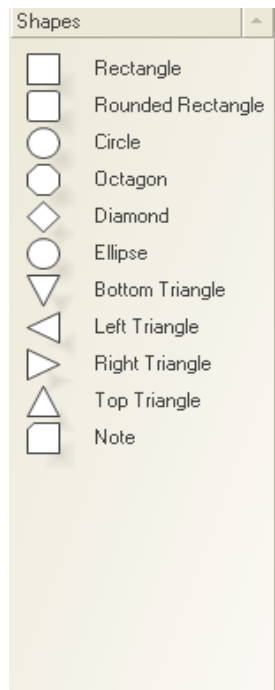 Shapes
Rectangle
Rounded Rectangle
Circle
Octagon
Diamond
Ellipse
Bottom Triangle
Left Triangle
Right Triangle
Top Triangle
Note